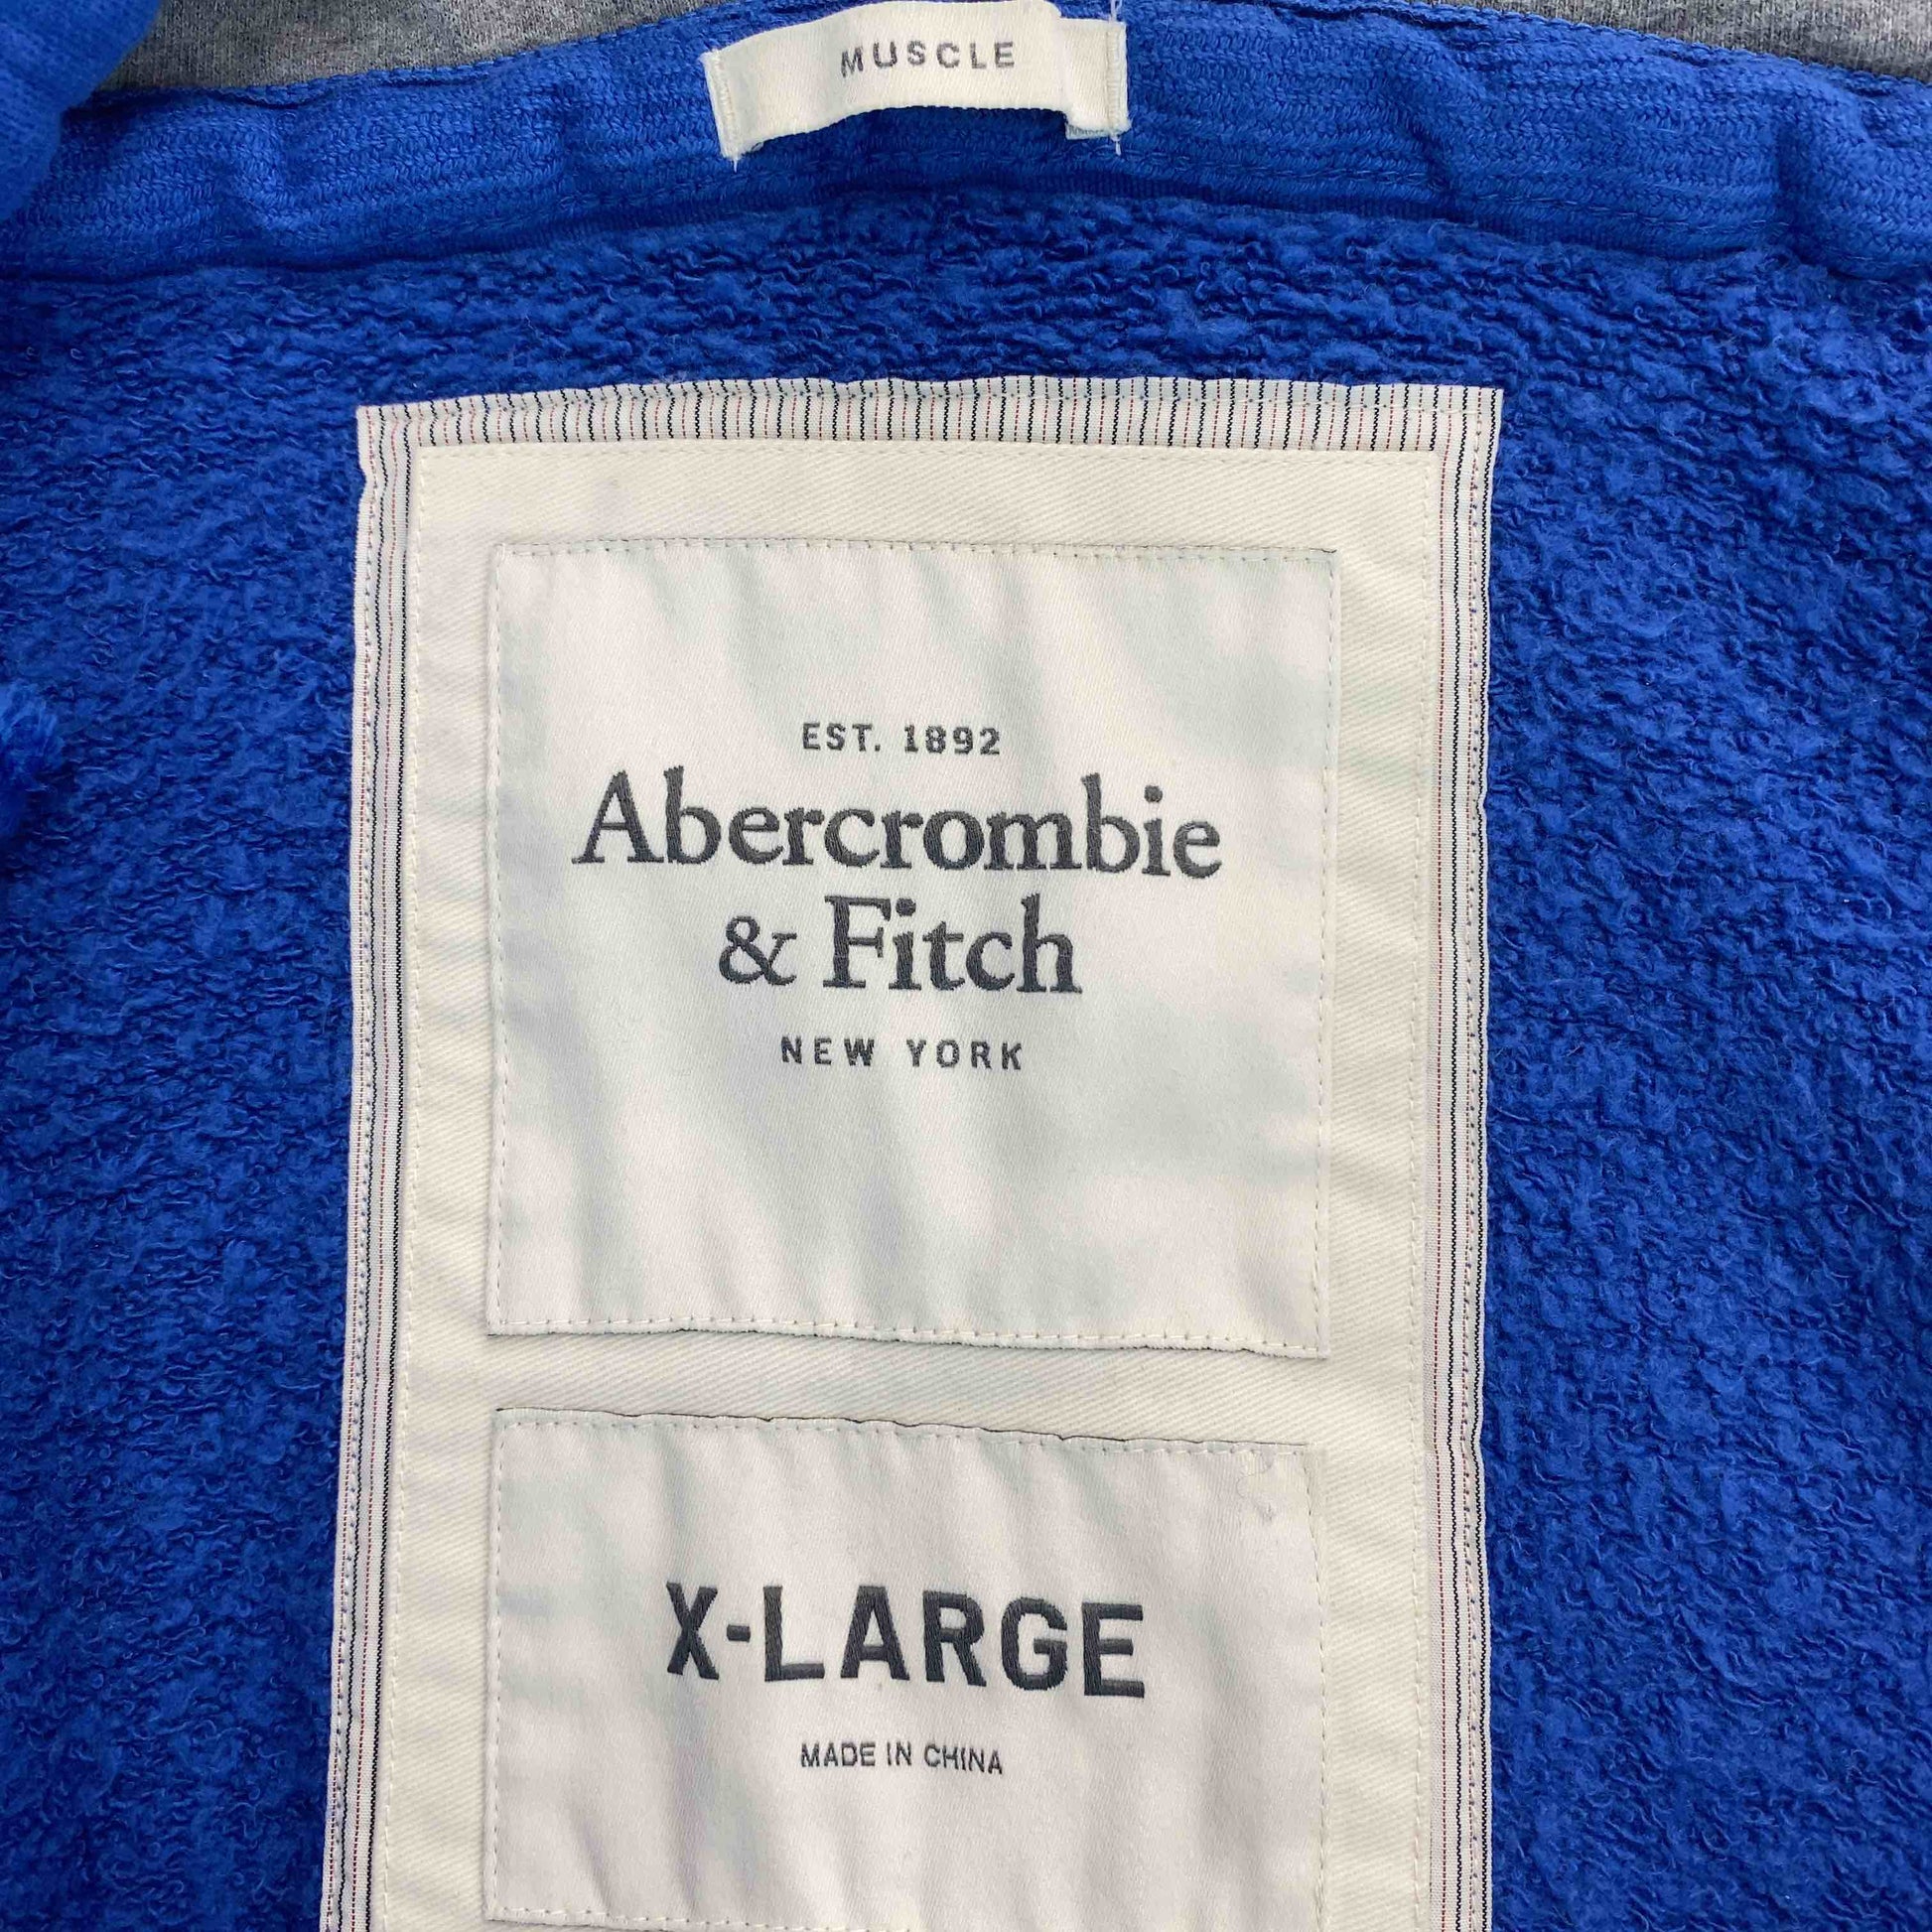 MUSCLE
EST. 1892
Abercrombie
& Fitch
NEW YORK
X-LARGE
MADE IN CHINA